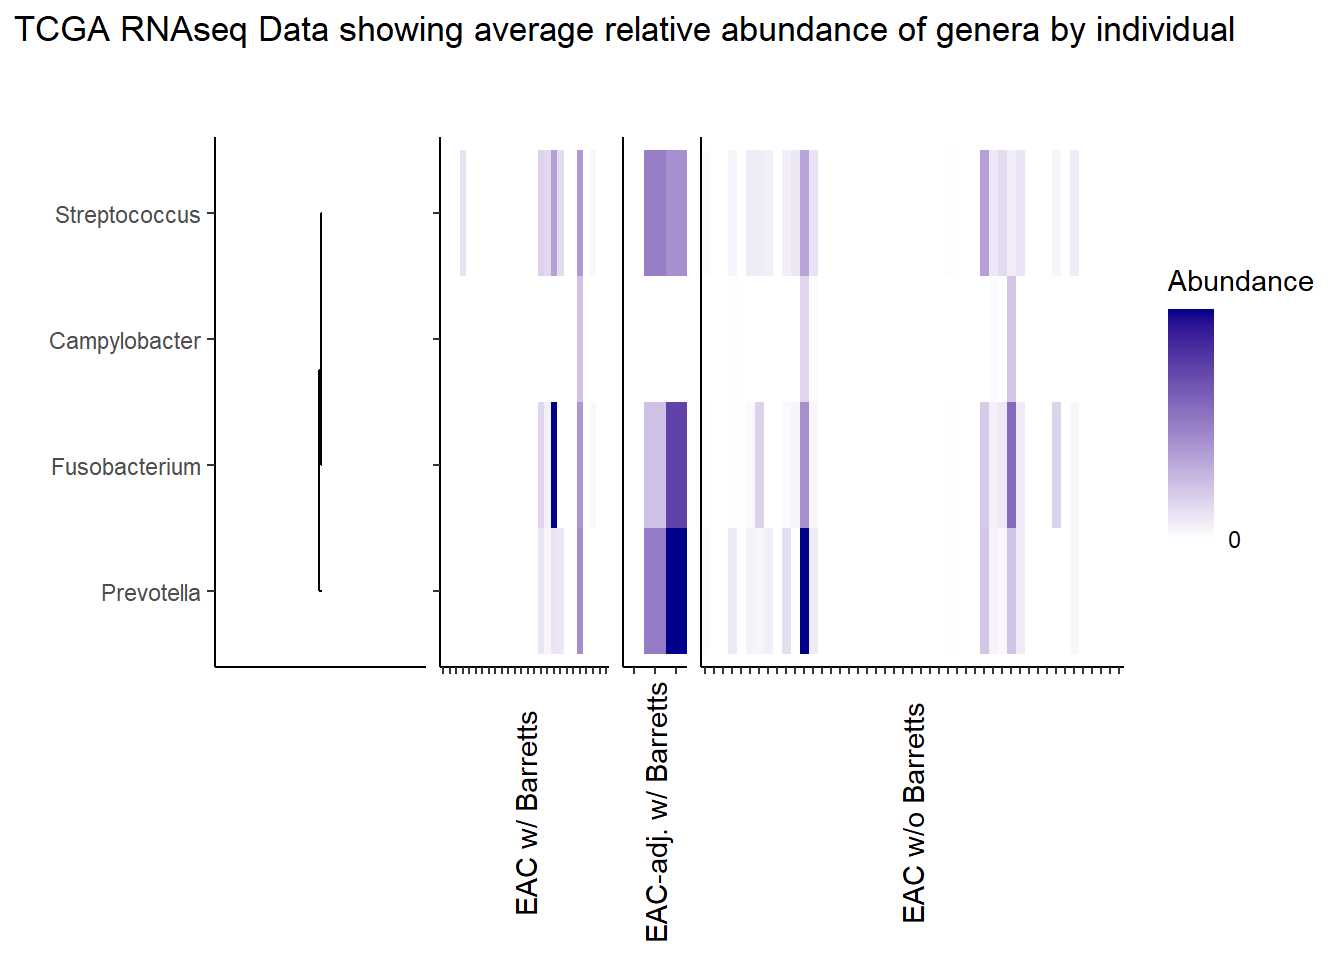 TCGA RNAseq Data showing average relative abundance of genera by individual
Streptococcus
Campylobacter
Fusobacterium
Prevotella
EAC w/ Barretts
EAC-adj. w/ Barretts
EAC w/o Barretts
Abundance
0